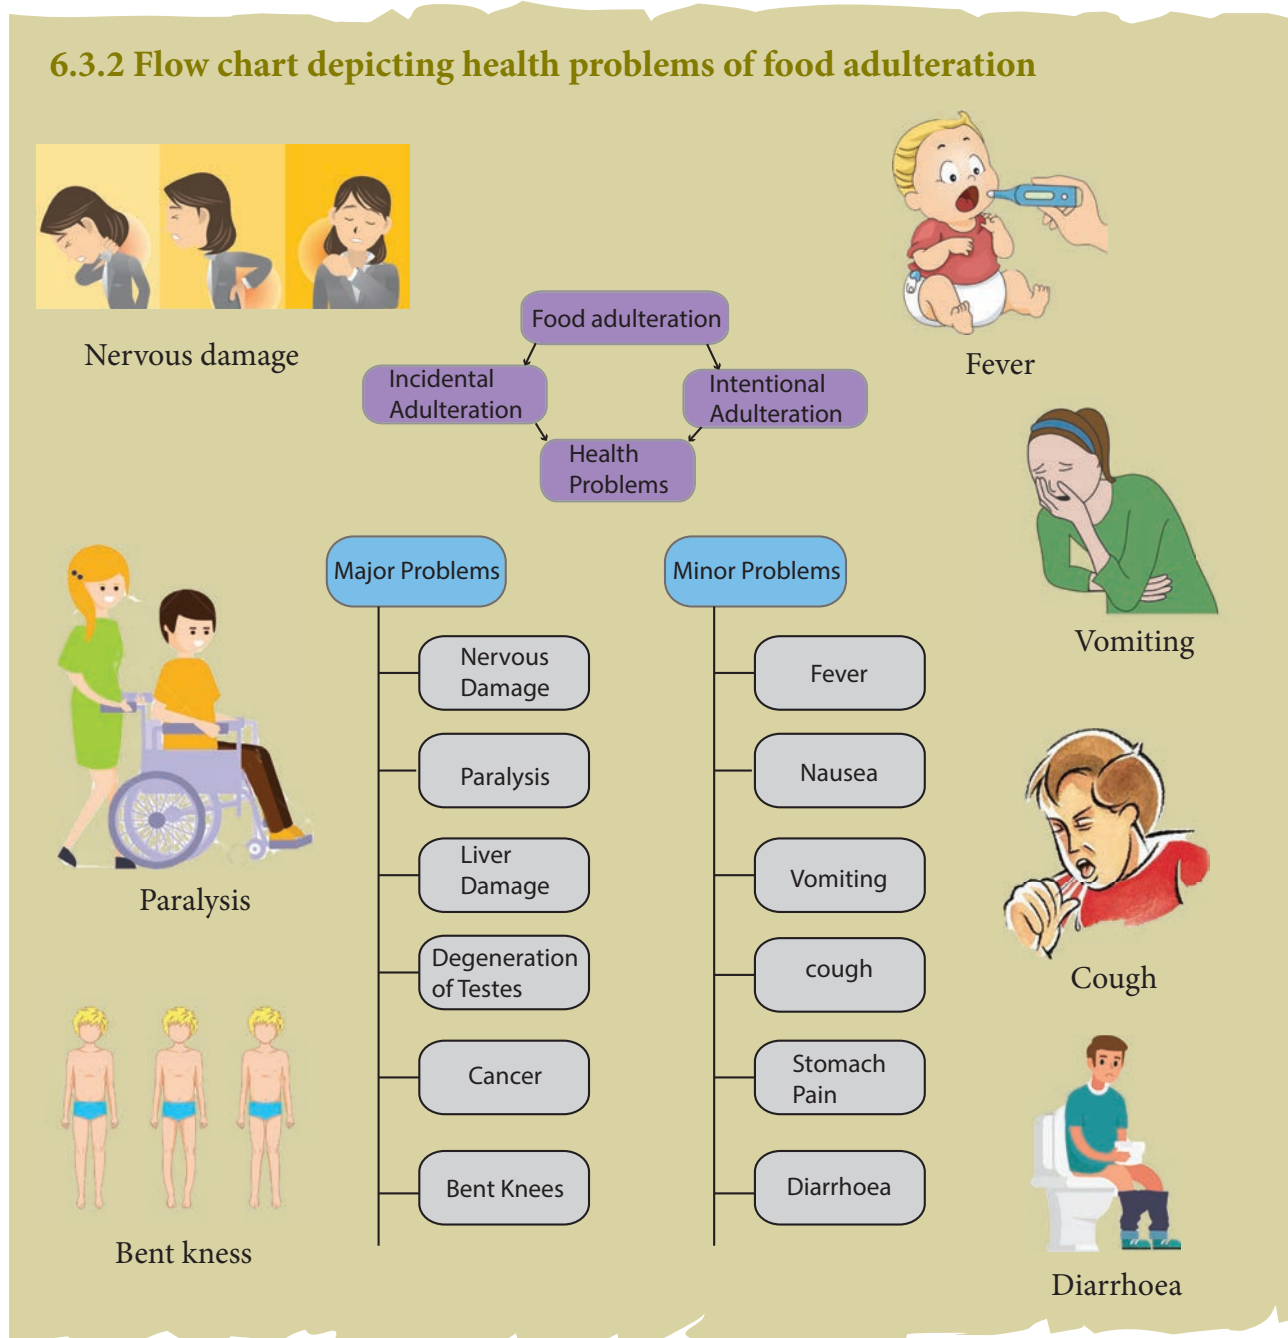 6.3.2 Flow chart depicting health problems of food adulteration
Nervous damage
Fever
Food adulteration
Incidental
Adulteration
Intentional
Adulteration
Health
Problems
Vomiting
Major Problems
Nervous
Damage
Paralysis
Liver
Damage
Degeneration
of Testes
Cancer
Bent Knees
Minor Problems
Fever
Nausea
Vomiting
cough
Stomach
Pain
Diarrhoea
Paralysis
Cough
Bent kness
Diarrhoea